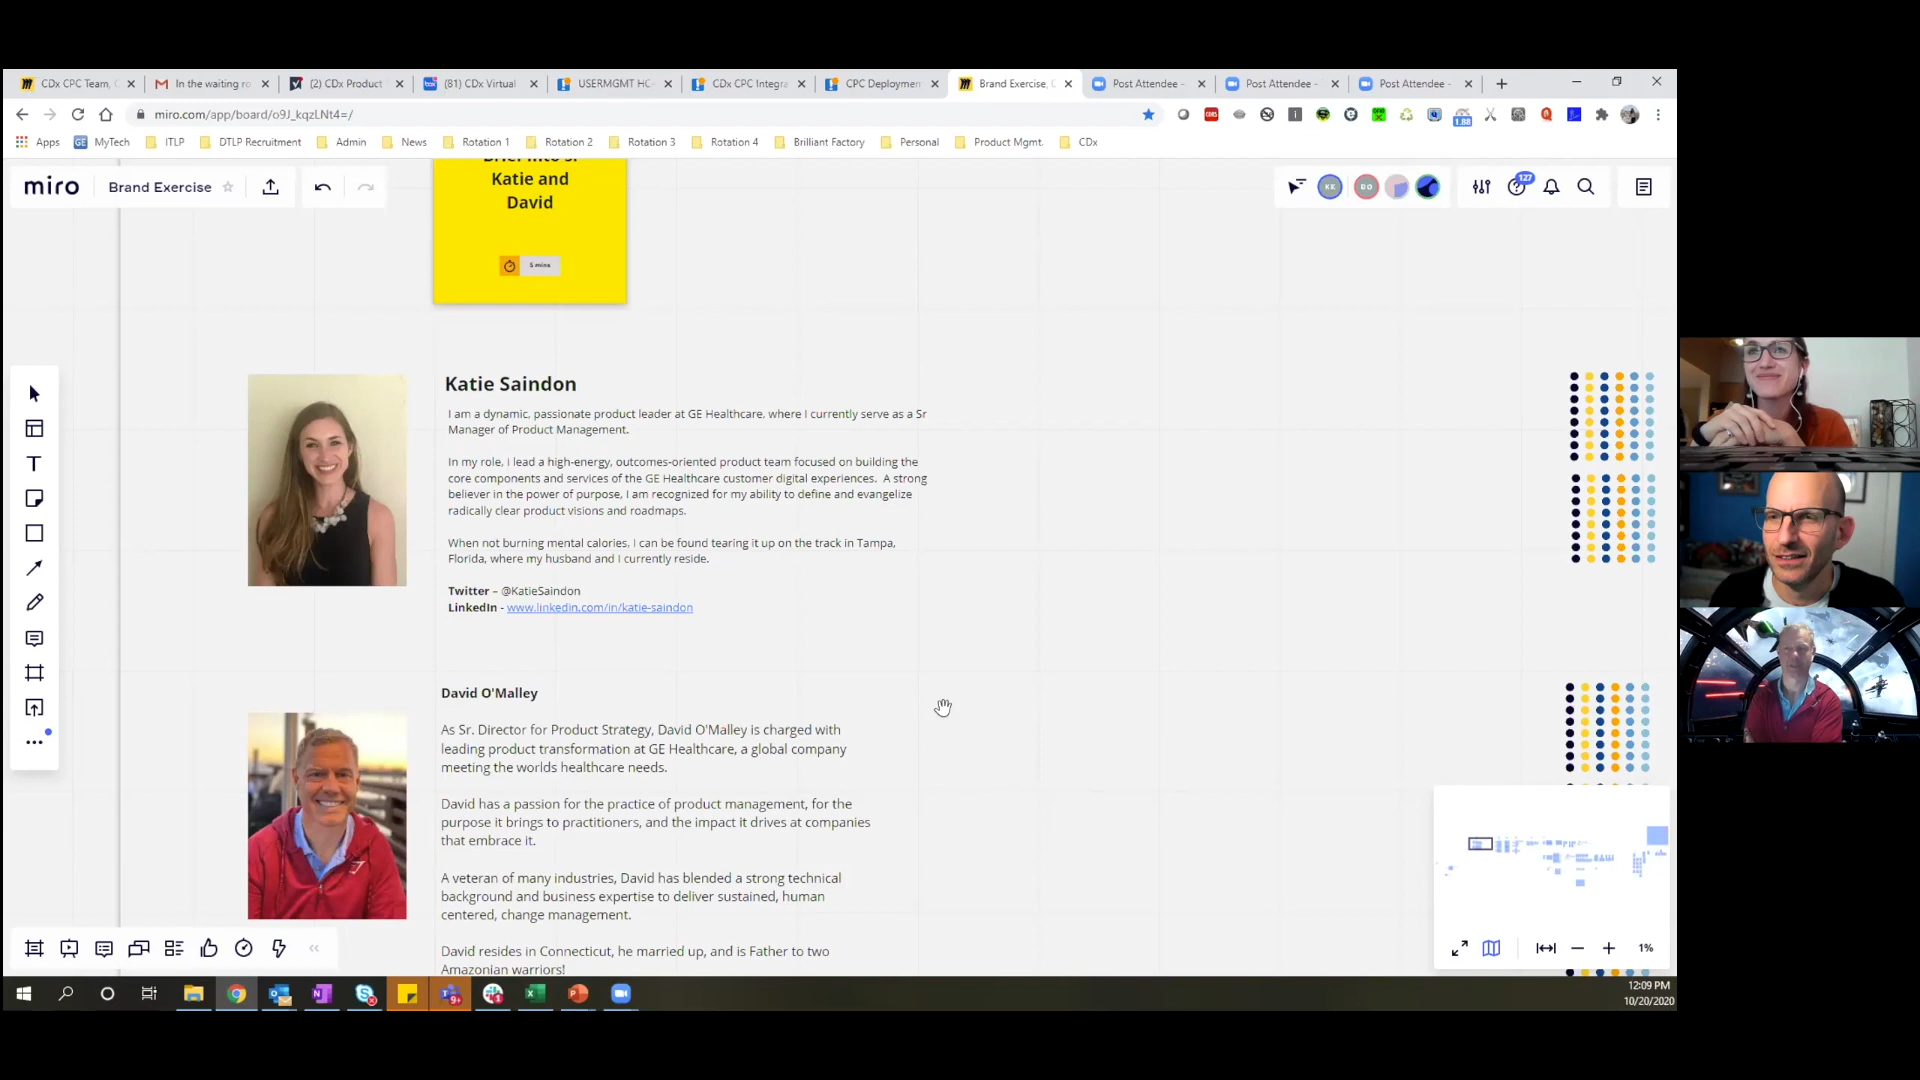 CDx CPC Team, C
In the waiting ro
(2) CDx Product
(81) CDx Virtual
USERMGMT HC-
CDx CPC Integra
CPC Deploymen
Brand Exercise, C
Post Attendee -
Post Attendee -
Post Attendee -
miro.com/app/board/o9J_kqzLNt4=/
1.88
Apps
MyTech
ITLP
DTLP Recruitment
Admin
News
Rotation 1
Rotation 2
Rotation 3
Rotation 4
Brilliant Factory
Personal
Product Mgmt.
CDx
miro
Brand Exercise
KK
DO
127
Katie and
David
5 mins
Katie Saindon
I am a dynamic, passionate product leader at GE Healthcare, where I currently serve as a Sr
Manager of Product Management.
In my role, I lead a high-energy, outcomes-oriented product team focused on building the
core components and services of the GE Healthcare customer digital experiences. A strong
believer in the power of purpose, I am recognized for my ability to define and evangelize
radically clear product visions and roadmaps.
When not burning mental calories, I can be found tearing it up on the track in Tampa,
Florida, where my husband and I currently reside.
Twitter – @KatieSaindon
LinkedIn - www.linkedin.com/in/katie-saindon
David O'Malley
As Sr. Director for Product Strategy, David O'Malley is charged with
leading product transformation at GE Healthcare, a global company
meeting the worlds healthcare needs.
David has a passion for the practice of product management, for the
purpose it brings to practitioners, and the impact it drives at companies
that embrace it.
A veteran of many industries, David has blended a strong technical
background and business expertise to deliver sustained, human
centered, change management.
David resides in Connecticut, he married up, and is Father to two
Amazonian warriors!
1%
12:09 PM
10/20/2020